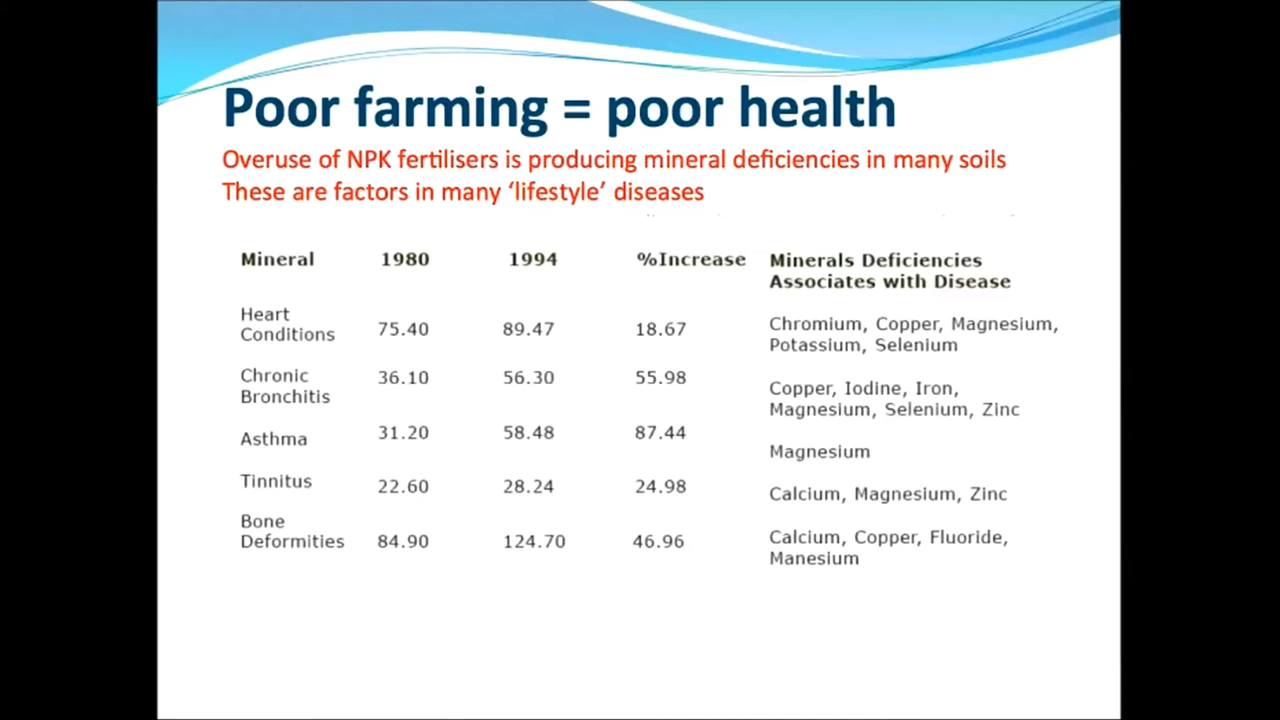 Poor farming = poor health
Overuse of NPK fertilisers is producing mineral deficiencies in many soils
These are factors in many ‘lifestyle’ diseases
Mineral 1980 1994 %Increase Minerals Deficiencies
Associates with Disease
Heart
Conditions 75.40 89.47 18.67 Chromium, Copper, Magnesium,
Potassium, Selenium
Chronic
Bronchitis 36.10 56.30 55.98 Copper, Iodine, Iron,
Magnesium, Selenium, Zinc
Asthma 31.20 58.48 87.44 Magnesium
Tinnitus 22.60 28.24 24.98 Calcium, Magnesium, Zinc
Bone
Deformities 84.90 124.70 46.96 Calcium, Copper, Fluoride,
Manesium